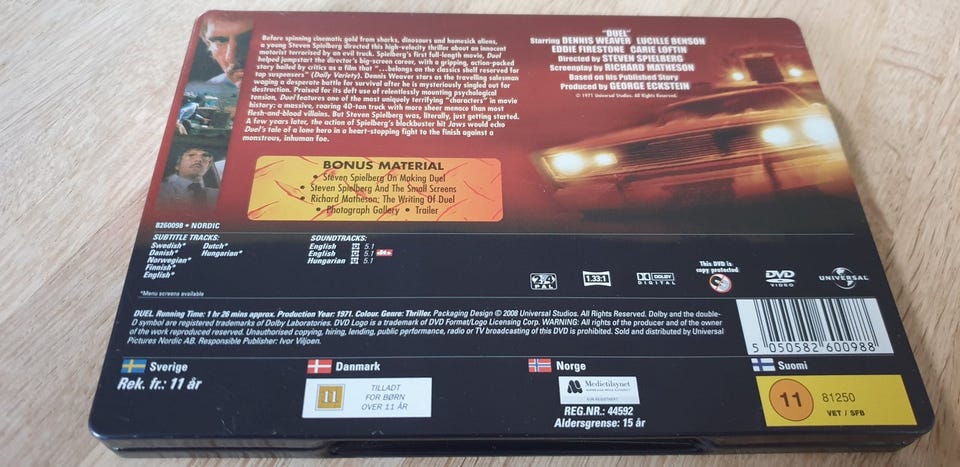 Before spinning cinematic gold from sharks, dinosaurs and homesick aliens,
a young Steven Spielberg directed this high-velocity thriller about an innocent
motorist terrorised by an evil truck. Spielberg's first full-length movie, Duel
helped jumpstart the director's big-screen career, with a gripping, action-packed
story hailed by critics as a film that "...belongs on the classics shelf reserved for
top suspensers" (Daily Variety). Dennis Weaver stars as the travelling salesman
waging a desperate battle for survival after he is mysteriously singled out for
destruction. Praised for its deft use of relentlessly mounting psychological
tension, Duel features one of the most uniquely terrifying "characters" in movie
history: a massive, roaring 40-ton truck with more sheer menace than most
flesh-and-blood villains. But Steven Spielberg was, literally, just getting started.
A few years later, the action of Spielberg's blockbuster hit Jaws would echo
Duel's tale of a lone hero in a heart-stopping fight to the finish against a
monstrous, inhuman foe.
"DUEL"
Starring DENNIS WEAVER LUCILLE BENSON
EDDIE FIRESTONE CARIE LOFTIN
Directed by STEVEN SPIELBERG
Screenplay by RICHARD MATHESON
Based on his Published Story
Produced by GEORGE ECKSTEIN
© 1971 Universal Studios. All Rights Reserved.
BONUS MATERIAL
• Steven Spielberg On Making Duel
• Steven Spielberg And The Small Screens
• Richard Matheson: The Writing Of Duel
• Photograph Gallery • Trailer
8260098 • NORDIC
SUBTITLE TRACKS:
Swedish* Dutch*
Danish* Hungarian*
Norwegian*
Finnish*
English*
SOUNDTRACKS:
English 5.1
English 5.1 dts
Hungarian 5.1
*Menu screens available
2,4
PAL
1.33:1
DOLBY
DIGITAL
This DVD is
copy protected
DVD
VIDEO
UNIVERSAL
DUEL Running Time: 1 hr 26 mins approx. Production Year: 1971. Colour. Genre: Thriller. Packaging Design © 2008 Universal Studios. All Rights Reserved. Dolby and the double-
D symbol are registered trademarks of Dolby Laboratories. DVD Logo is a trademark of DVD Format/Logo Licensing Corp. WARNING: All rights of the producer and of the owner
of the work reproduced reserved. Unauthorised copying, hiring, lending, public performance, radio or TV broadcasting of this DVD is prohibited. Sold and distributed by Universal
Pictures Nordic AB. Responsible Publisher: Ivor Viljoen.
5 050582 600988
Sverige
Rek. fr.: 11 år
Danmark
11
TILLADT
FOR BØRN
OVER 11 ÅR
Norge
Medietilsynet
REG.NR.: 44592
Aldersgrense: 15 år
Suomi
11
81250
VET / SFB